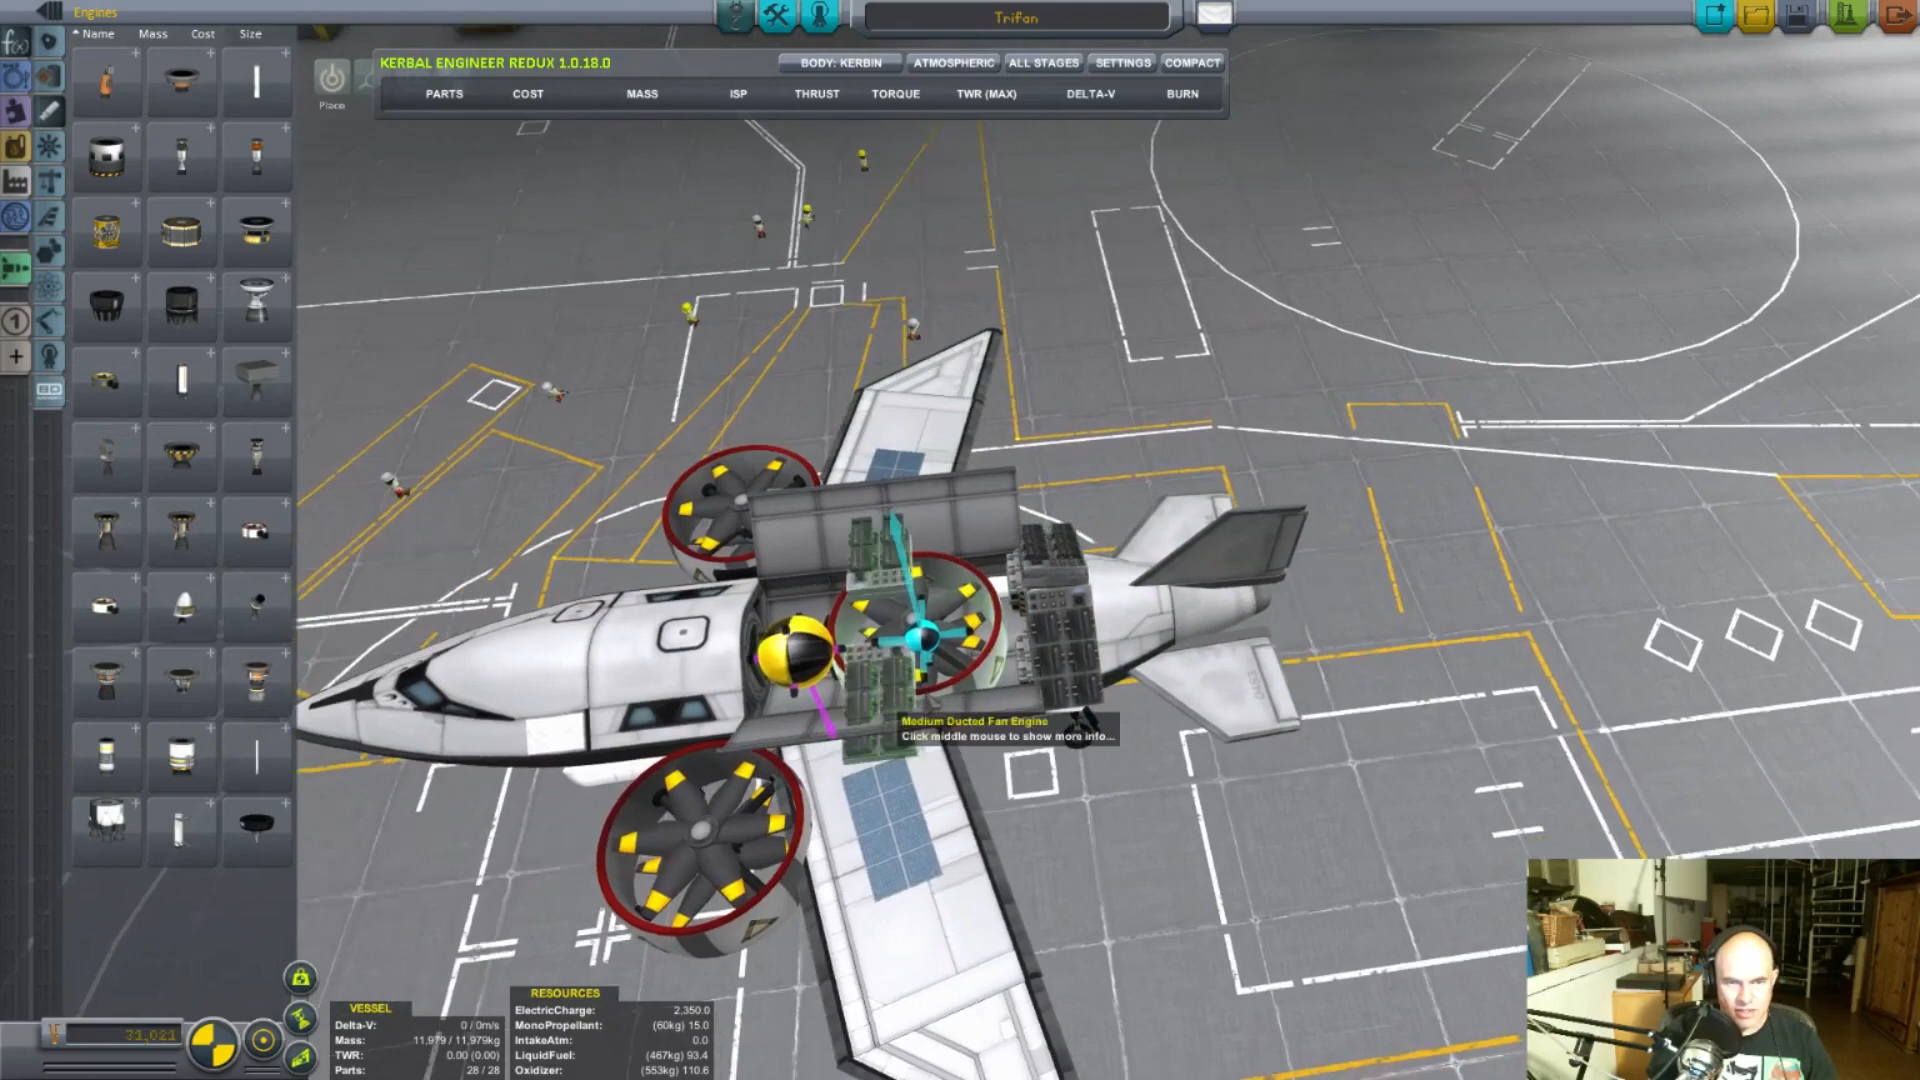 Engines
Trifan
Name Mass Cost Size
KERBAL ENGINEER REDUX 1.0.18.0
BODY: KERBIN ATMOSPHERIC ALL STAGES SETTINGS COMPACT
PARTS COST MASS ISP THRUST TORQUE TWR (MAX) DELTA-V BURN
Place
Medium Ducted Fan Engine
Click middle mouse to show more info...
31,021
VESSEL
Delta-V: 0 / 0m/s
Mass: 11,979 / 11,979kg
TWR: 0.00 (0.00)
Parts: 28 / 28
RESOURCES
ElectricCharge: 2,350.0
MonoPropellant: (60kg) 15.0
IntakeAtm: 0.0
LiquidFuel: (467kg) 93.4
Oxidizer: (553kg) 110.6